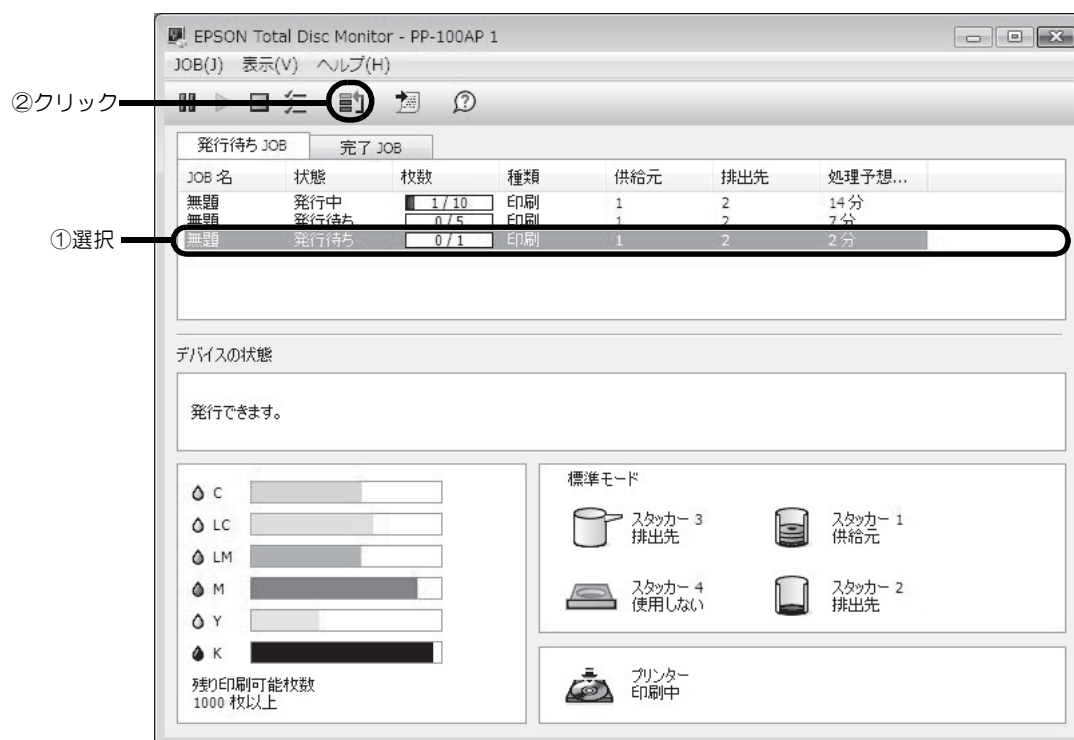 EPSON Total Disc Monitor - PP-100AP 1
JOB(J) 表示(V) ヘルプ(H)
②クリック
発行待ち JOB 完了 JOB
JOB 名 状態 枚数 種類 供給元 排出先 処理予想...
無題 発行中 1 / 10 印刷 1 2 14 分
無題 発行待ち 0 / 5 印刷 1 2 7 分
①選択
無題 発行待ち 0 / 1 印刷 1 2 2 分
デバイスの状態
発行できます。
C
LC
LM
M
Y
K
残り印刷可能枚数
1000 枚以上
標準モード
スタッカー 3
排出先
スタッカー 1
供給元
スタッカー 4
使用しない
スタッカー 2
排出先
プリンター
印刷中